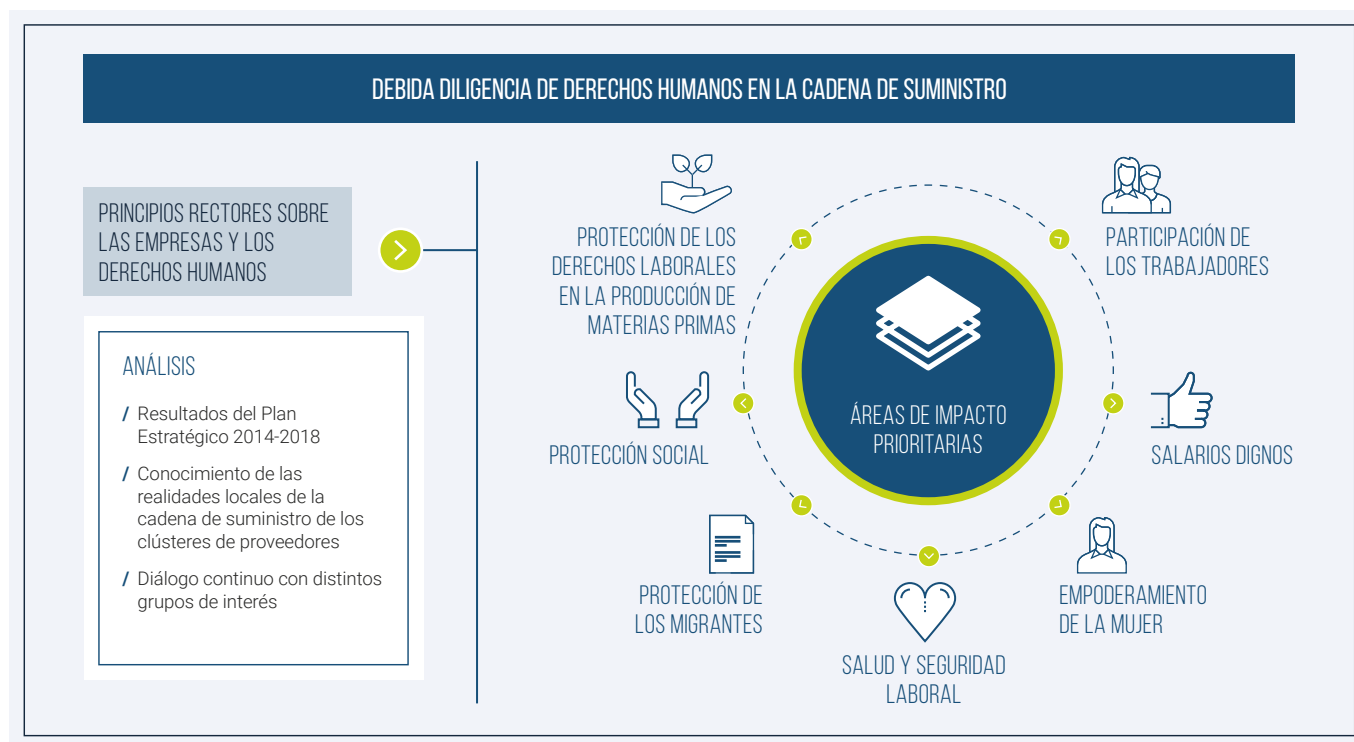 DEBIDA DILIGENCIA DE DERECHOS HUMANOS EN LA CADENA DE SUMINISTRO
PRINCIPIOS RECTORES SOBRE
LAS EMPRESAS Y LOS
DERECHOS HUMANOS
ANÁLISIS
/ Resultados del Plan
Estratégico 2014-2018
/ Conocimiento de las
realidades locales de la
cadena de suministro de los
clústeres de proveedores
/ Diálogo continuo con distintos
grupos de interés
PROTECCIÓN DE LOS
DERECHOS LABORALES
EN LA PRODUCCIÓN DE
MATERIAS PRIMAS
PARTICIPACIÓN DE
LOS TRABAJADORES
ÁREAS DE IMPACTO
PRIORITARIAS
PROTECCIÓN SOCIAL
SALARIOS DIGNOS
PROTECCIÓN DE
LOS MIGRANTES
EMPODERAMIENTO
DE LA MUJER
SALUD Y SEGURIDAD
LABORAL